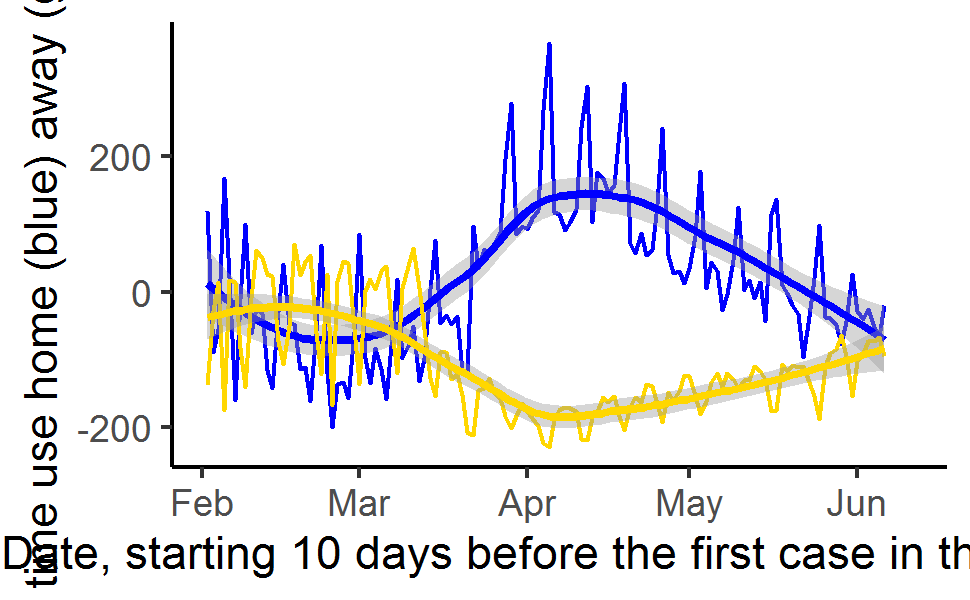 time use home (blue) away (
200
0
-200
Feb Mar Apr May Jun
Date, starting 10 days before the first case in th